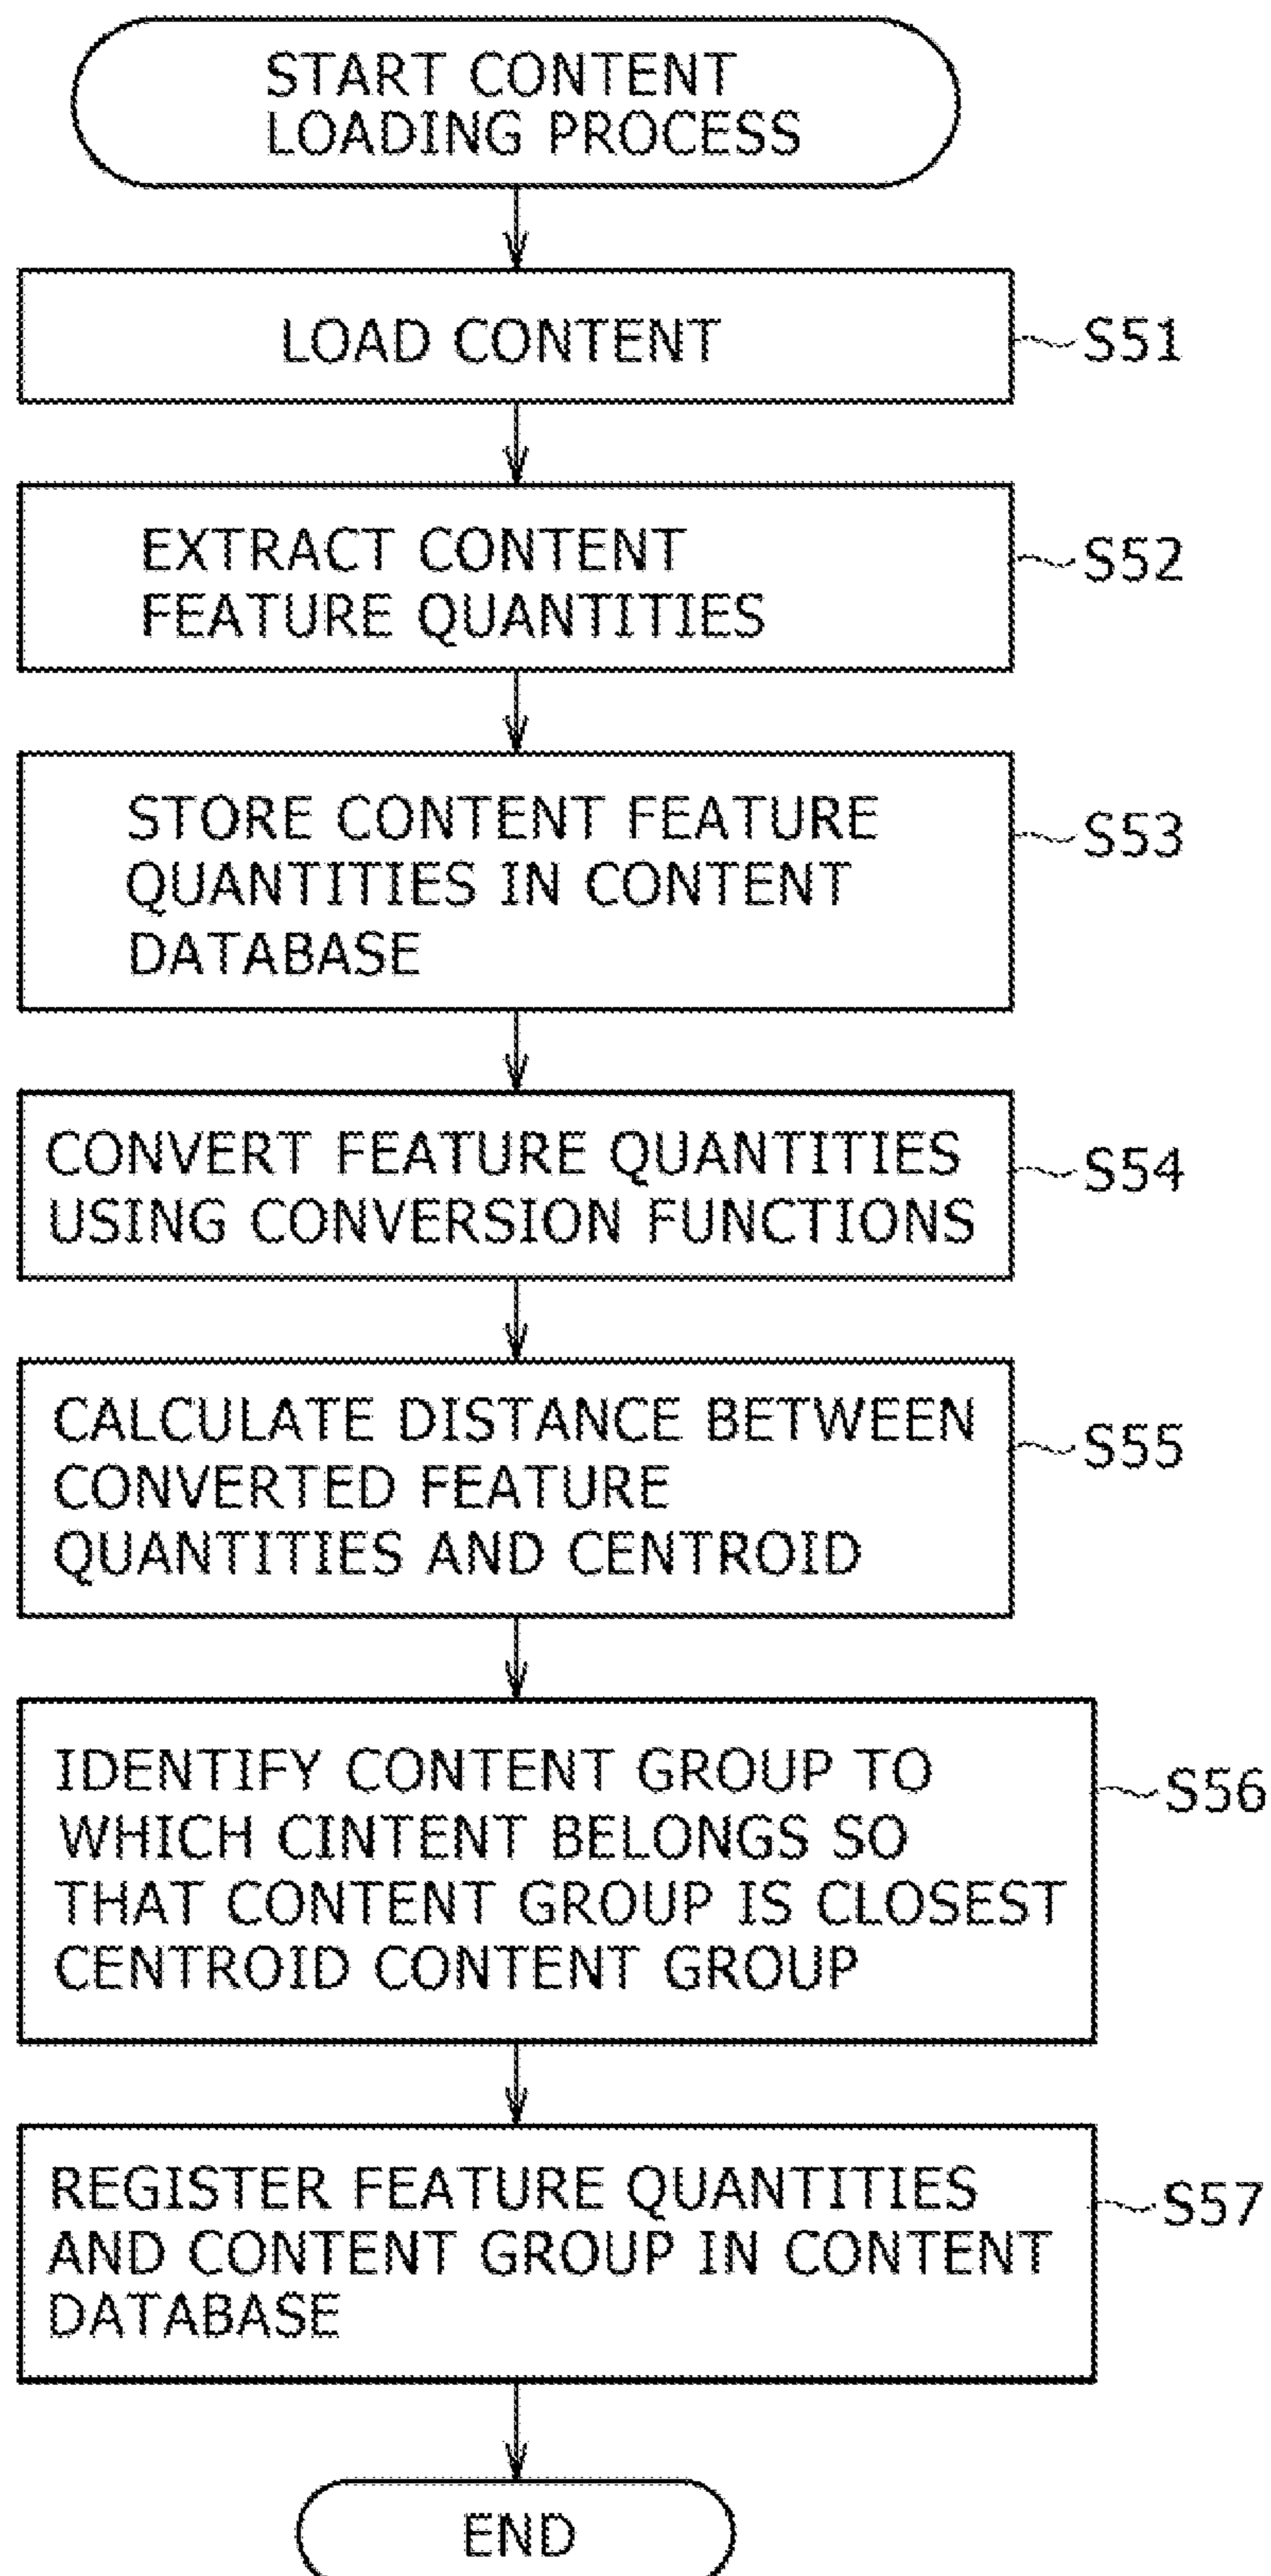 START CONTENT
LOADING PROCESS
LOAD CONTENT
S51
EXTRACT CONTENT
FEATURE QUANTITIES
S52
STORE CONTENT FEATURE
QUANTITIES IN CONTENT
DATABASE
S53
CONVERT FEATURE QUANTITIES
USING CONVERSION FUNCTIONS
S54
CALCULATE DISTANCE BETWEEN
CONVERTED FEATURE
QUANTITIES AND CENTROID
S55
IDENTIFY CONTENT GROUP TO
WHICH CINTENT BELONGS SO
THAT CONTENT GROUP IS CLOSEST
CENTROID CONTENT GROUP
S56
REGISTER FEATURE QUANTITIES
AND CONTENT GROUP IN CONTENT
DATABASE
S57
END